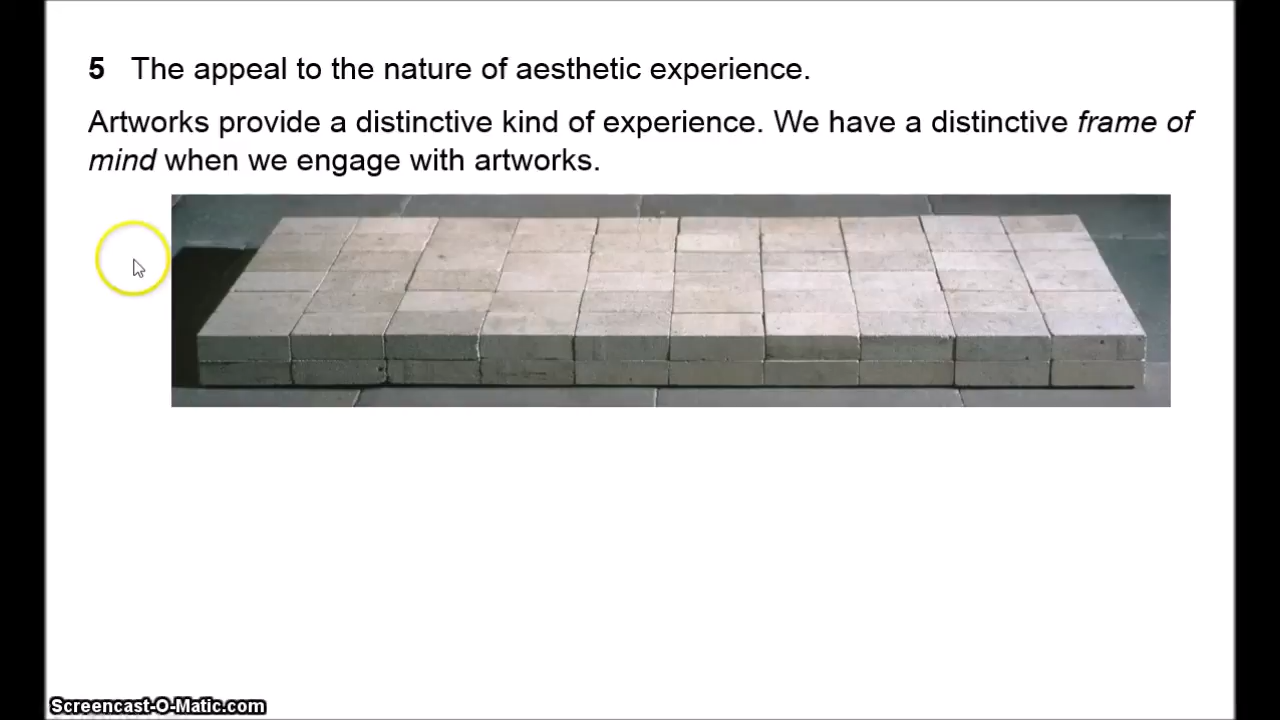 5 The appeal to the nature of aesthetic experience.
Artworks provide a distinctive kind of experience. We have a distinctive frame of
mind when we engage with artworks.
Screencast-O-Matic.com